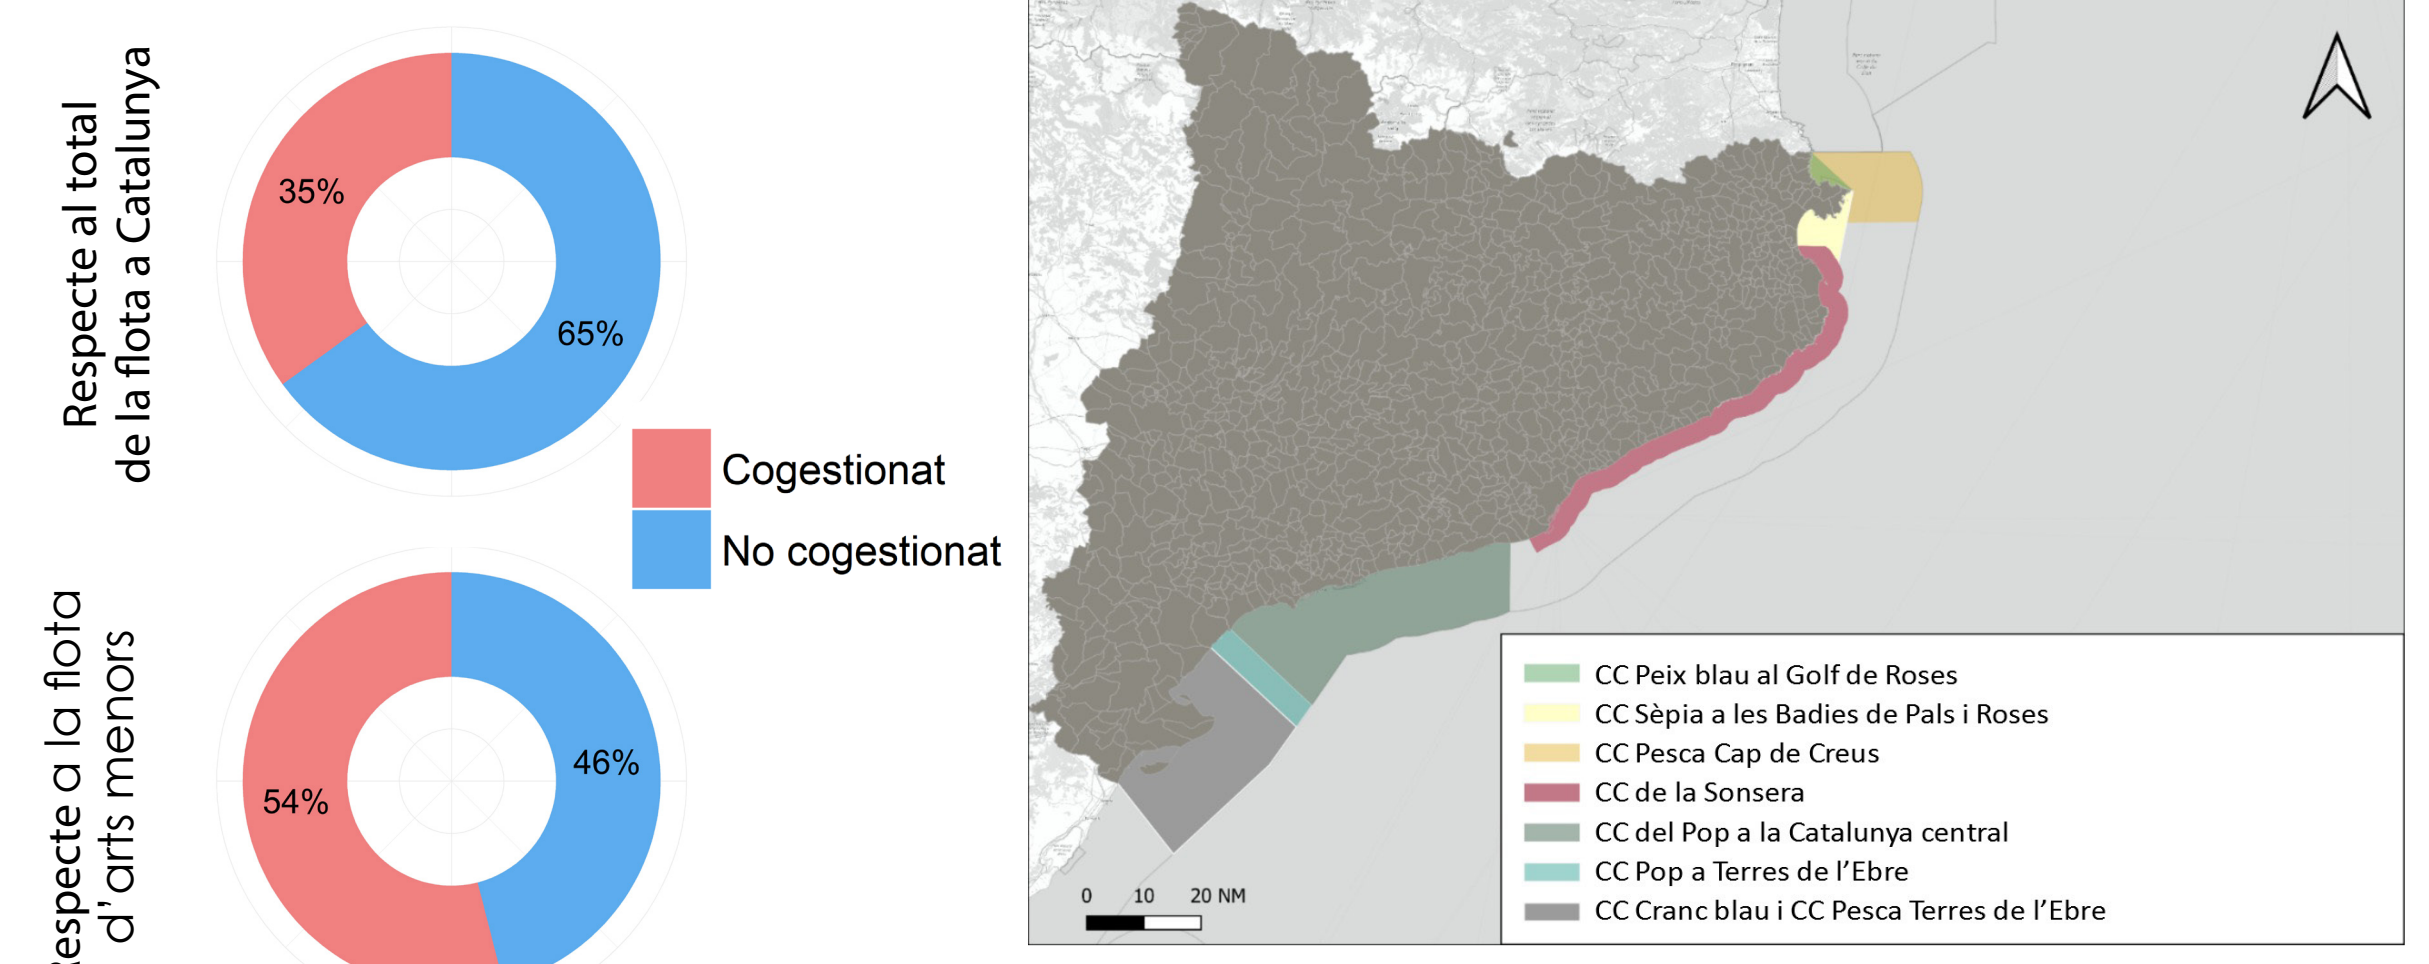 Respecte al total
de la flota a Catalunya
35%
65%
Cogestionat
No cogestionat
Respecte a la flota
d’arts menors
46%
54%
0 10 20 NM
CC Peix blau al Golf de Roses
CC Sèpia a les Badies de Pals i Roses
CC Pesca Cap de Creus
CC de la Sonsera
CC del Pop a la Catalunya central
CC Pop a Terres de l’Ebre
CC Cranc blau i CC Pesca Terres de l’Ebre